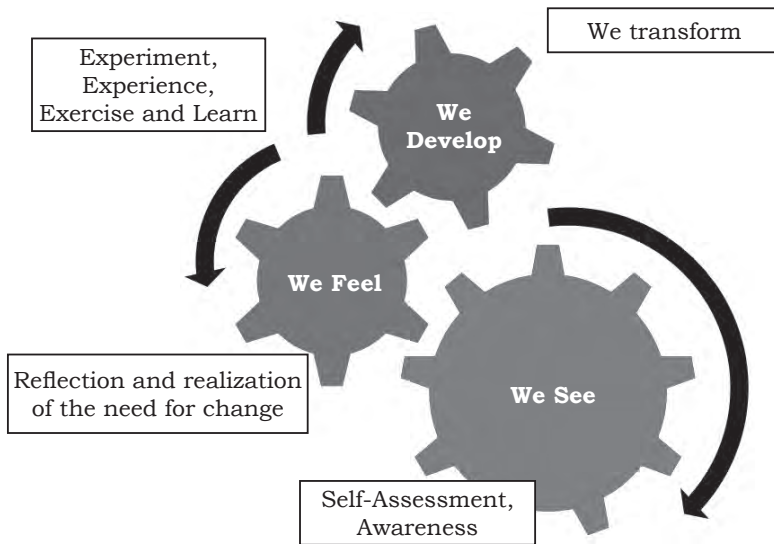 We transform
Experiment,
Experience,
Exercise and Learn
We
Develop
We Feel
Reflection and realization
of the need for change
We See
Self-Assessment,
Awareness